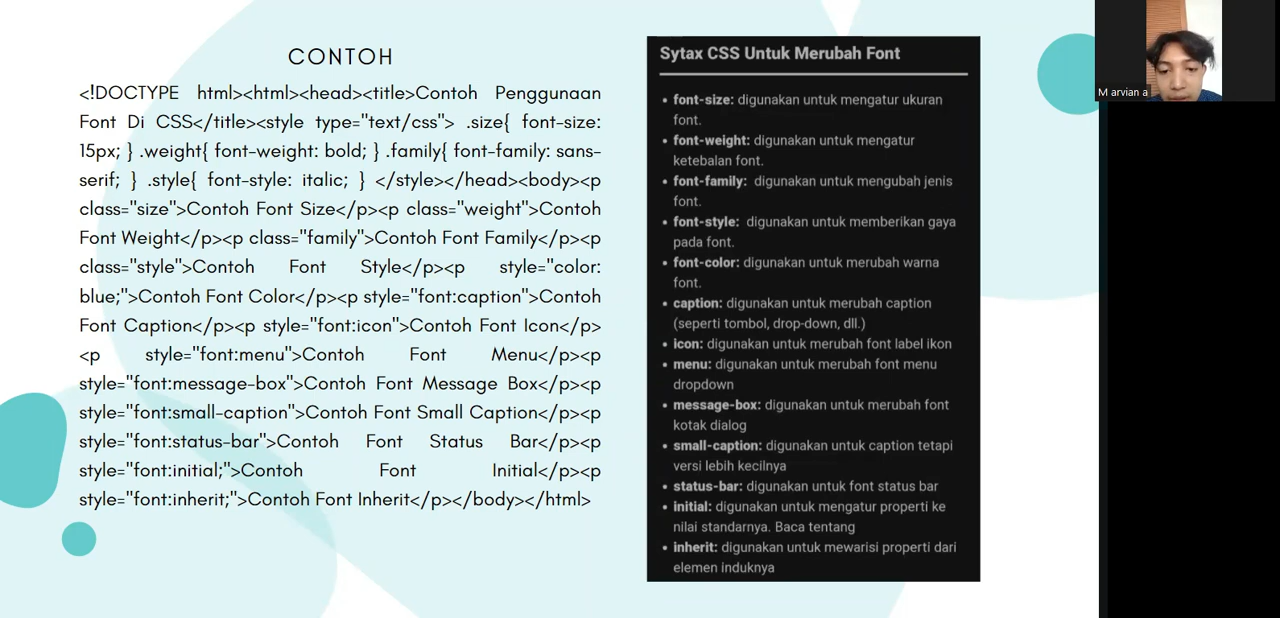 CONTOH
<!DOCTYPE html><html><head><title>Contoh Penggunaan
Font Di CSS</title><style type="text/css"> .size{ font-size:
15px; } .weight{ font-weight: bold; } .family{ font-family: sans-
serif; } .style{ font-style: italic; } </style></head><body><p
class="size">Contoh Font Size</p><p class="weight">Contoh
Font Weight</p><p class="family">Contoh Font Family</p><p
class="style">Contoh Font Style</p><p style="color:
blue;">Contoh Font Color</p><p style="font:caption">Contoh
Font Caption</p><p style="font:icon">Contoh Font Icon</p>
<p style="font:menu">Contoh Font Menu</p><p
style="font:message-box">Contoh Font Message Box</p><p
style="font:small-caption">Contoh Font Small Caption</p><p
style="font:status-bar">Contoh Font Status Bar</p><p
style="font:initial;">Contoh Font Initial</p><p
style="font:inherit;">Contoh Font Inherit</p></body></html>
Sytax CSS Untuk Merubah Font
• font-size: digunakan untuk mengatur ukuran
font.
• font-weight: digunakan untuk mengatur
ketebalan font.
• font-family: digunakan untuk mengubah jenis
font.
• font-style: digunakan untuk memberikan gaya
pada font.
• font-color: digunakan untuk merubah warna
font.
• caption: digunakan untuk merubah caption
(seperti tombol, drop-down, dll.)
• icon: digunakan untuk merubah font label ikon
• menu: digunakan untuk merubah font menu
dropdown
• message-box: digunakan untuk merubah font
kotak dialog
• small-caption: digunakan untuk caption tetapi
versi lebih kecilnya
• status-bar: digunakan untuk font status bar
• initial: digunakan untuk mengatur properti ke
nilai standarnya. Baca tentang
• inherit: digunakan untuk mewarisi properti dari
elemen induknya
M arvian a